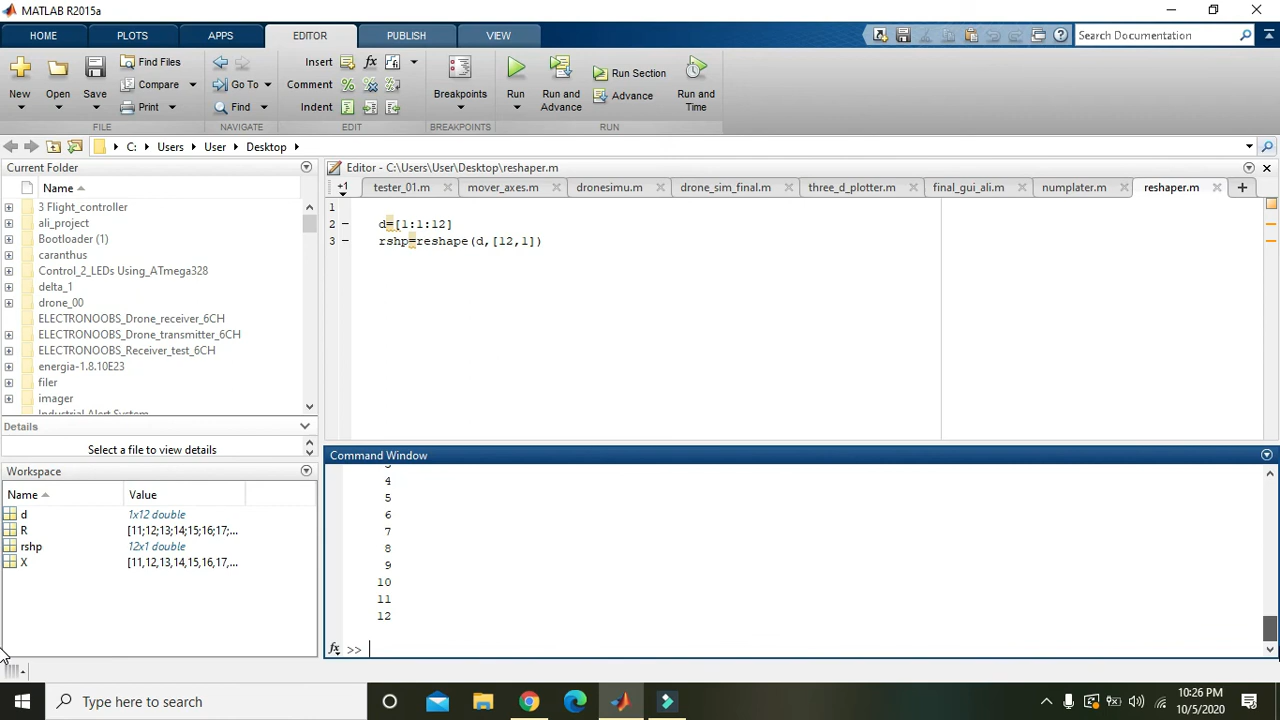 MATLAB R2015a
HOME PLOTS APPS EDITOR PUBLISH VIEW Search Documentation
Find Files Insert fx
Compare Go To Comment Run Section
New Open Save Breakpoints Run Run and Advance Run and Time
Print Find Indent Advance
FILE NAVIGATE EDIT BREAKPOINTS RUN
C: Users User Desktop
Current Folder
Name
3 Flight_controller
ali_project
Bootloader (1)
caranthus
Control_2_LEDs Using_ATmega328
delta_1
drone_00
ELECTRONOOBS_Drone_receiver_6CH
ELECTRONOOBS_Drone_transmitter_6CH
ELECTRONOOBS_Receiver_test_6CH
energia-1.8.10E23
filer
imager
Industrial Alert System
Details
Select a file to view details
Workspace
Name Value
d 1x12 double
R [11;12;13;14;15;16;17;...
rshp 12x1 double
X [11,12,13,14,15,16,17,...
Editor - C:\Users\User\Desktop\reshaper.m
+1 tester_01.m mover_axes.m dronesimu.m drone_sim_final.m three_d_plotter.m final_gui_ali.m numplater.m reshaper.m
1
2 d=[1:1:12]
3 rshp=reshape(d,[12,1])
Command Window
4
5
6
7
8
9
10
11
12
fx >>
Type here to search
10:26 PM
10/5/2020